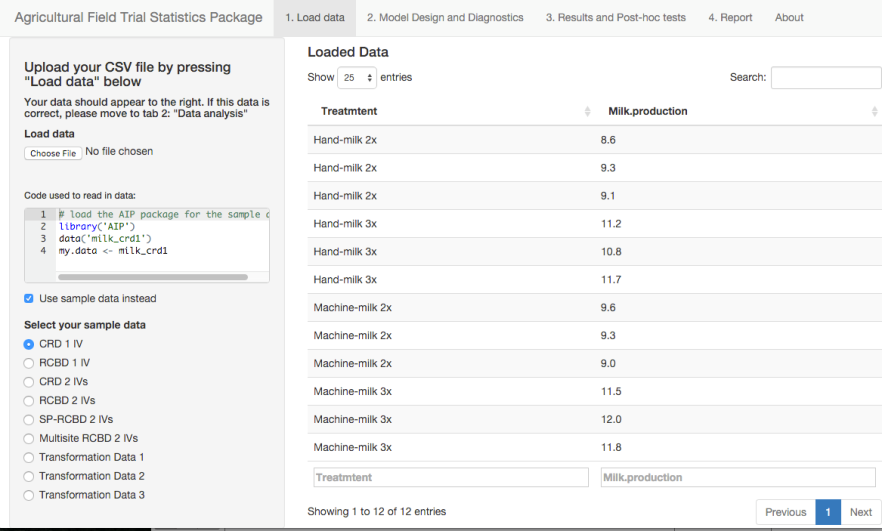 Agricultural Field Trial Statistics Package 1. Load data 2. Model Design and Diagnostics 3. Results and Post-hoc tests 4. Report About
Upload your CSV file by pressing
"Load data" below
Your data should appear to the right. If this data is
correct, please move to tab 2: "Data analysis"
Load data
Choose File No file chosen
Code used to read in data:
1 # load the AIP package for the sample
2 library('AIP')
3 data('milk_crd1')
4 my.data <- milk_crd1
Use sample data instead
Select your sample data
CRD 1 IV
RCBD 1 IV
CRD 2 IVs
RCBD 2 IVs
SP-RCBD 2 IVs
Multisite RCBD 2 IVs
Transformation Data 1
Transformation Data 2
Transformation Data 3
Loaded Data
Show 25 entries Search:
Treatmtent Milk.production
Hand-milk 2x 8.6
Hand-milk 2x 9.3
Hand-milk 2x 9.1
Hand-milk 3x 11.2
Hand-milk 3x 10.8
Hand-milk 3x 11.7
Machine-milk 2x 9.6
Machine-milk 2x 9.3
Machine-milk 2x 9.0
Machine-milk 3x 11.5
Machine-milk 3x 12.0
Machine-milk 3x 11.8
Treatmtent Milk.production
Showing 1 to 12 of 12 entries Previous 1 Next